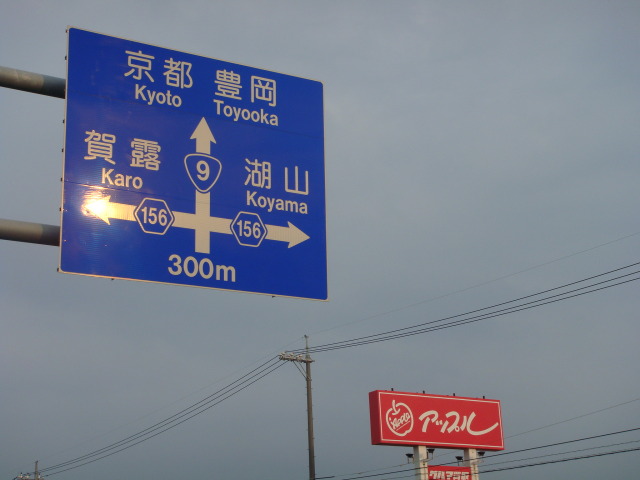 京都 豊岡
Kyoto Toyooka
賀露 9 湖山
Karo Koyama
156 156
300m
Apple アップル